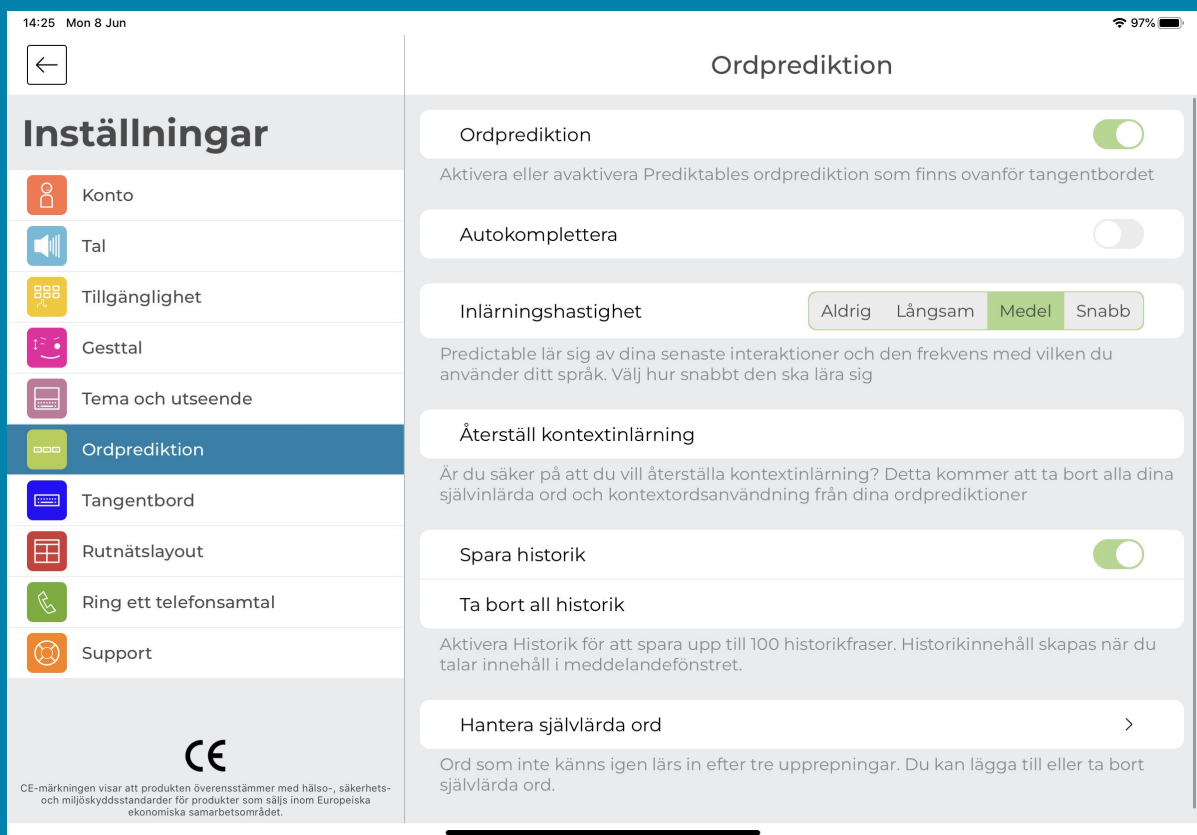 14:25 Mon 8 Jun
97%
Ordprediktion
Inställningar
Konto
Tal
Tillgänglighet
Gesttal
Tema och utseende
Ordprediktion
Tangentbord
Rutnätslayout
Ring ett telefonsamtal
Support
CE
CE-märkningen visar att produkten överensstämmer med hälso-, säkerhets-
och miljöskyddsstandarder för produkter som säljs inom Europeiska
ekonomiska samarbetsområdet.
Ordprediktion
Aktivera eller avaktivera Prediktables ordprediktion som finns ovanför tangentbordet
Autokomplettera
Inlärningshastighet
Aldrig Långsam Medel Snabb
Predictable lär sig av dina senaste interaktioner och den frekvens med vilken du
använder ditt språk. Välj hur snabbt den ska lära sig
Återställ kontextinlärning
Är du säker på att du vill återställa kontextinlärning? Detta kommer att ta bort alla dina
självinlärda ord och kontextordsanvändning från dina ordprediktioner
Spara historik
Ta bort all historik
Aktivera Historik för att spara upp till 100 historikfraser. Historikinnehåll skapas när du
talar innehåll i meddelandefönstret.
Hantera självlärda ord
Ord som inte känns igen lärs in efter tre upprepningar. Du kan lägga till eller ta bort
självlärda ord.